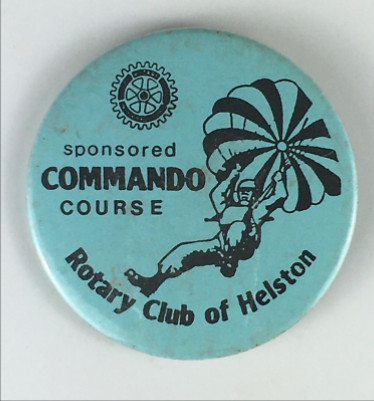 sponsored
COMMANDO
COURSE
Rotary Club of Helston